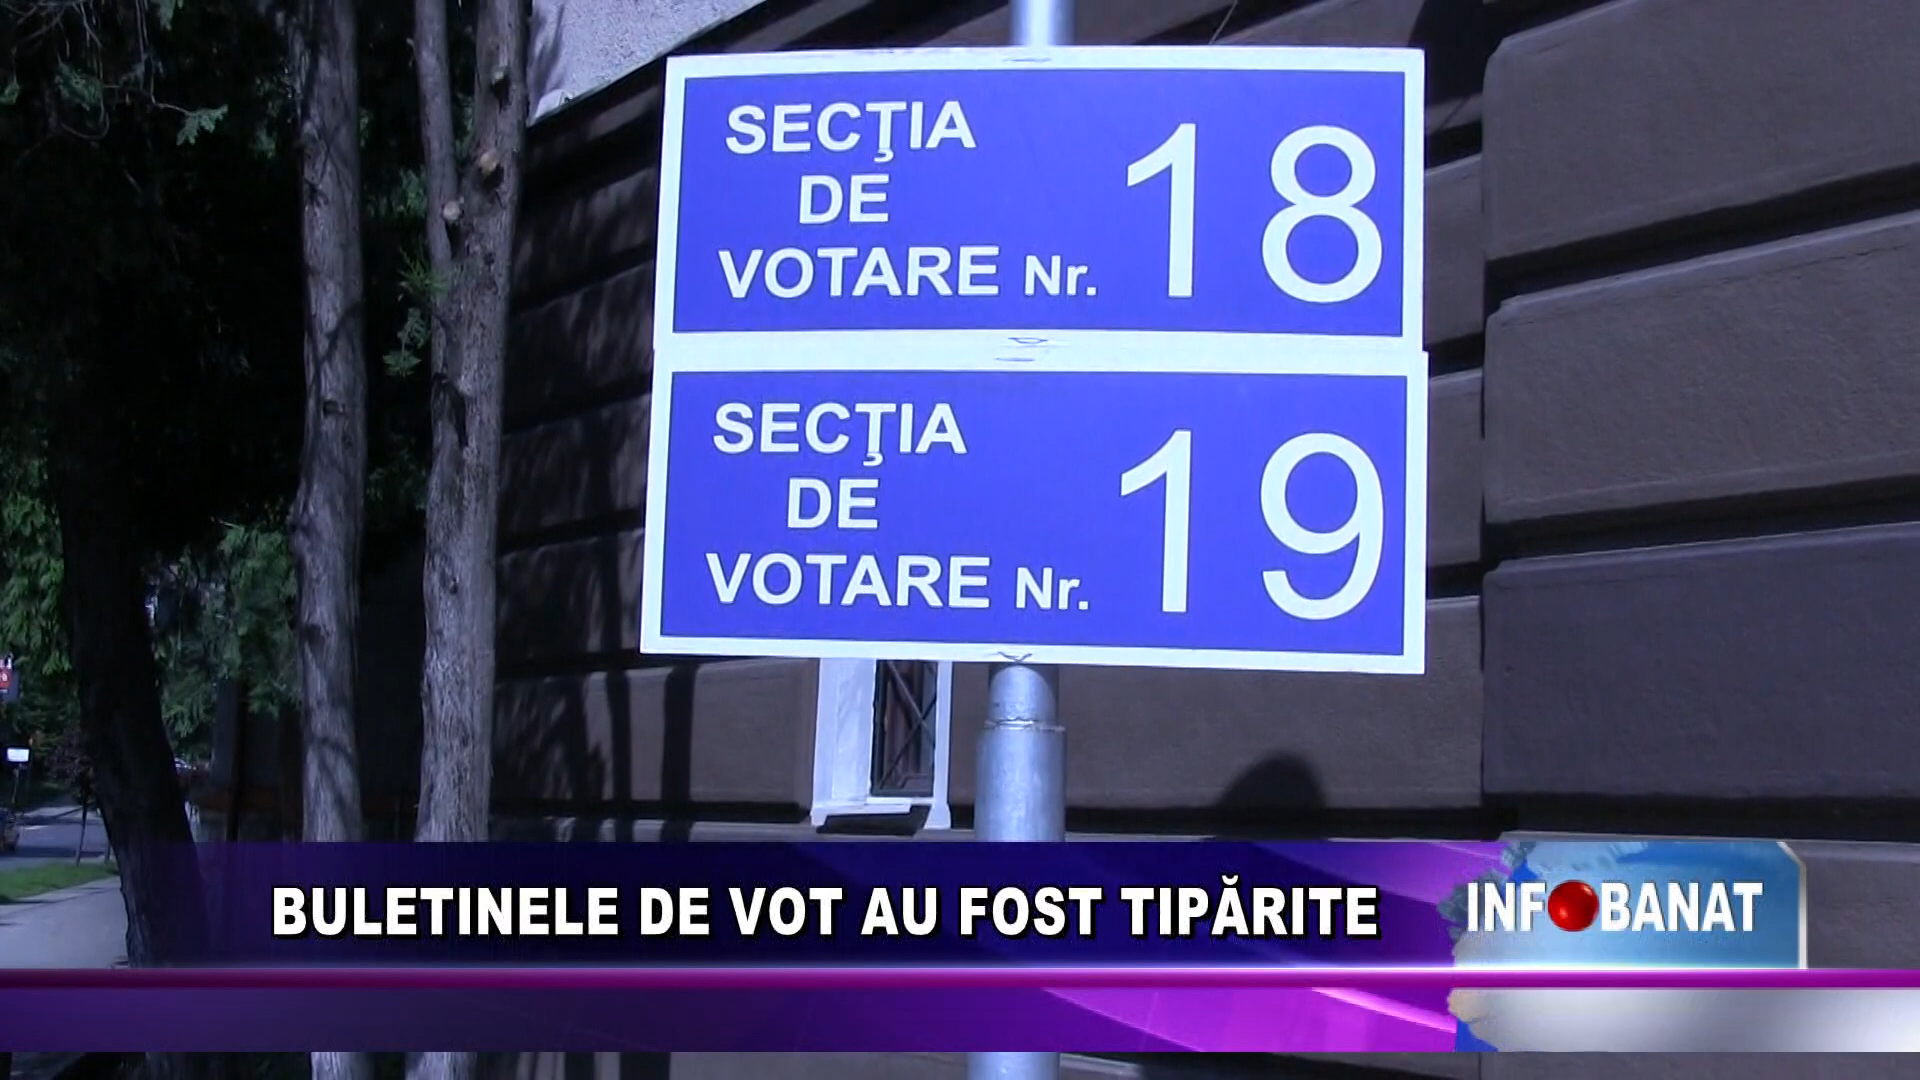 SECŢIA
DE
VOTARE Nr. 18
SECŢIA
DE
VOTARE Nr. 19
BULETINELE DE VOT AU FOST TIPĂRITE
INFOBANAT